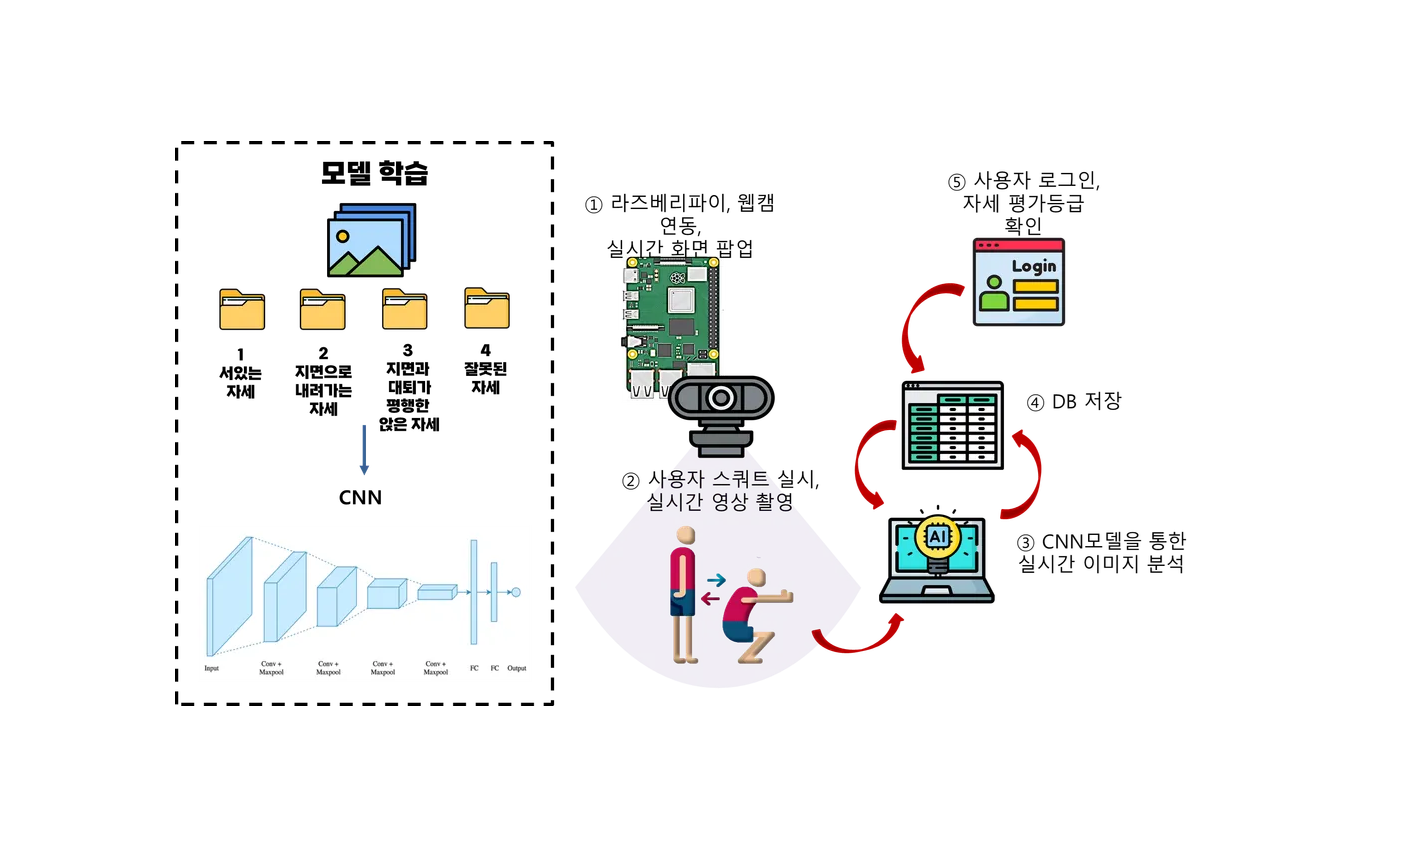 모델 학습
1
서있는
자세
2
지면으로
내려가는
자세
3
지면과
대퇴가
평행한
앉은 자세
4
잘못된
자세
CNN
Input
Conv +
Maxpool
Conv +
Maxpool
Conv +
Maxpool
Conv +
Maxpool
FC
FC
Output
① 라즈베리파이, 웹캠
연동,
실시간 화면 팝업
② 사용자 스쿼트 실시,
실시간 영상 촬영
③ CNN모델을 통한
실시간 이미지 분석
AI
④ DB 저장
⑤ 사용자 로그인,
자세 평가등급
확인
Login